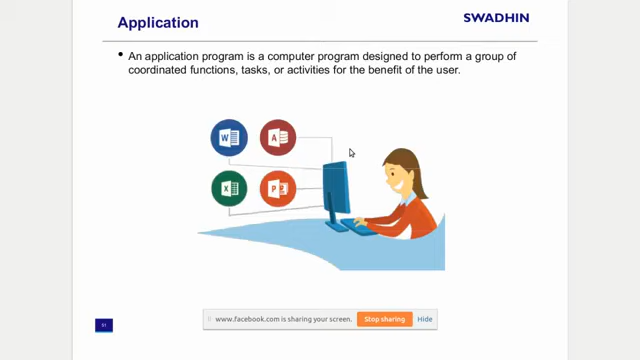 Application
SWADHIN
• An application program is a computer program designed to perform a group of
coordinated functions, tasks, or activities for the benefit of the user.
W
A
X
P
www.facebook.com is sharing your screen.
Stop sharing
Hide